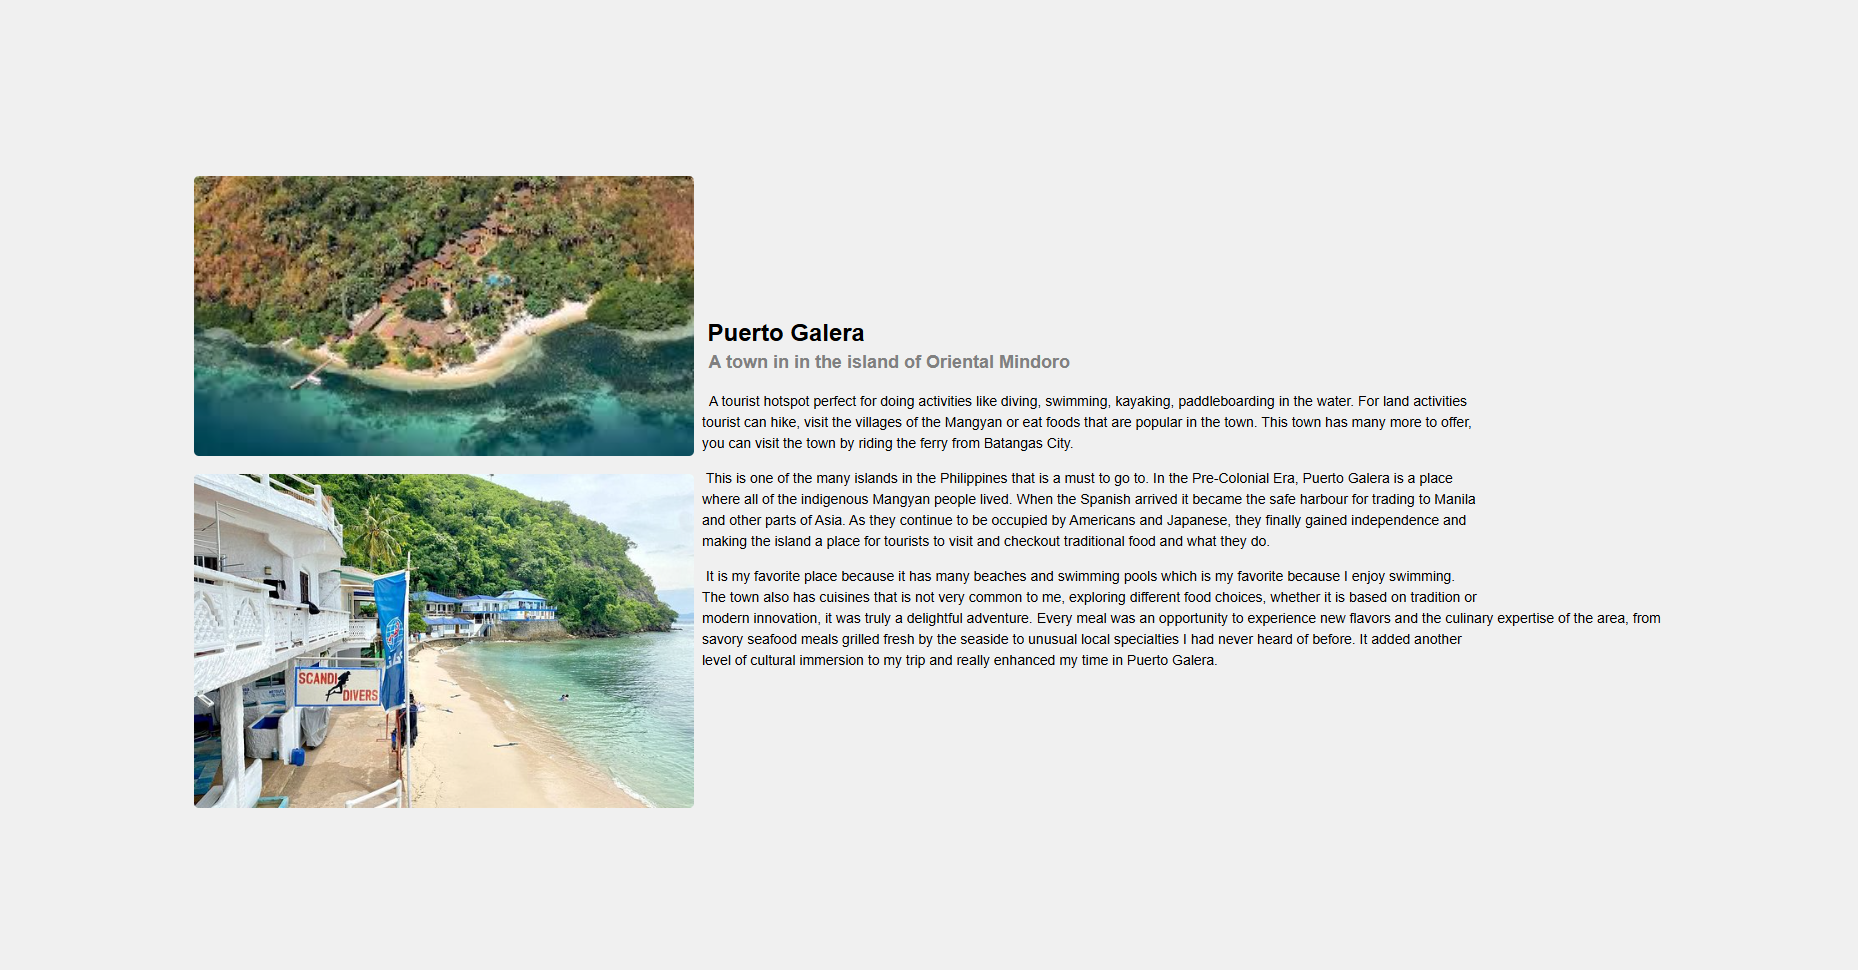 Puerto Galera
A town in in the island of Oriental Mindoro
A tourist hotspot perfect for doing activities like diving, swimming, kayaking, paddleboarding in the water. For land activities
tourist can hike, visit the villages of the Mangyan or eat foods that are popular in the town. This town has many more to offer,
you can visit the town by riding the ferry from Batangas City.
This is one of the many islands in the Philippines that is a must to go to. In the Pre-Colonial Era, Puerto Galera is a place
where all of the indigenous Mangyan people lived. When the Spanish arrived it became the safe harbour for trading to Manila
and other parts of Asia. As they continue to be occupied by Americans and Japanese, they finally gained independence and
making the island a place for tourists to visit and checkout traditional food and what they do.
It is my favorite place because it has many beaches and swimming pools which is my favorite because I enjoy swimming.
The town also has cuisines that is not very common to me, exploring different food choices, whether it is based on tradition or
modern innovation, it was truly a delightful adventure. Every meal was an opportunity to experience new flavors and the culinary expertise of the area, from
savory seafood meals grilled fresh by the seaside to unusual local specialties I had never heard of before. It added another
level of cultural immersion to my trip and really enhanced my time in Puerto Galera.
SCANDI
DIVERS